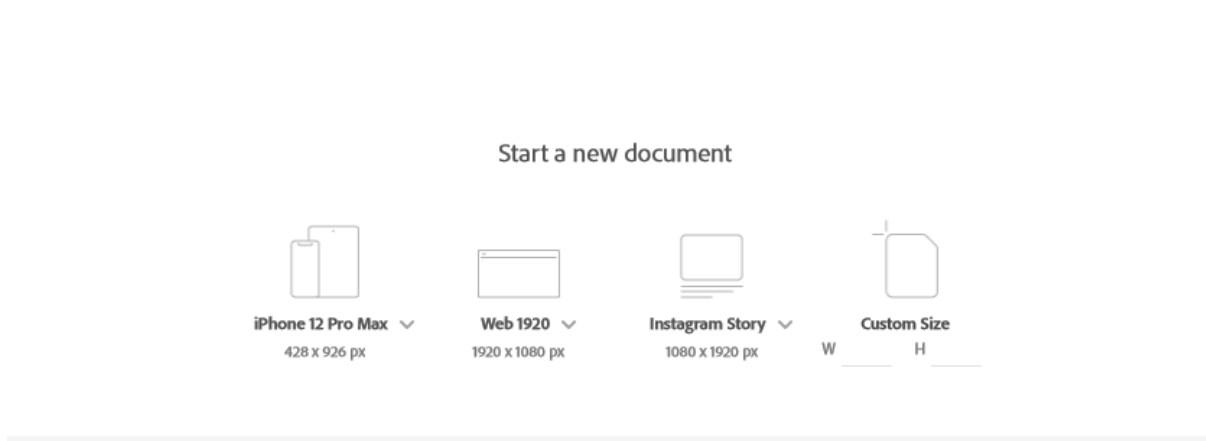 Start a new document
iPhone 12 Pro Max
Web 1920
Instagram Story
Custom Size
428 x 926 px
1920 x 1080 px
1080 x 1920 px
W H